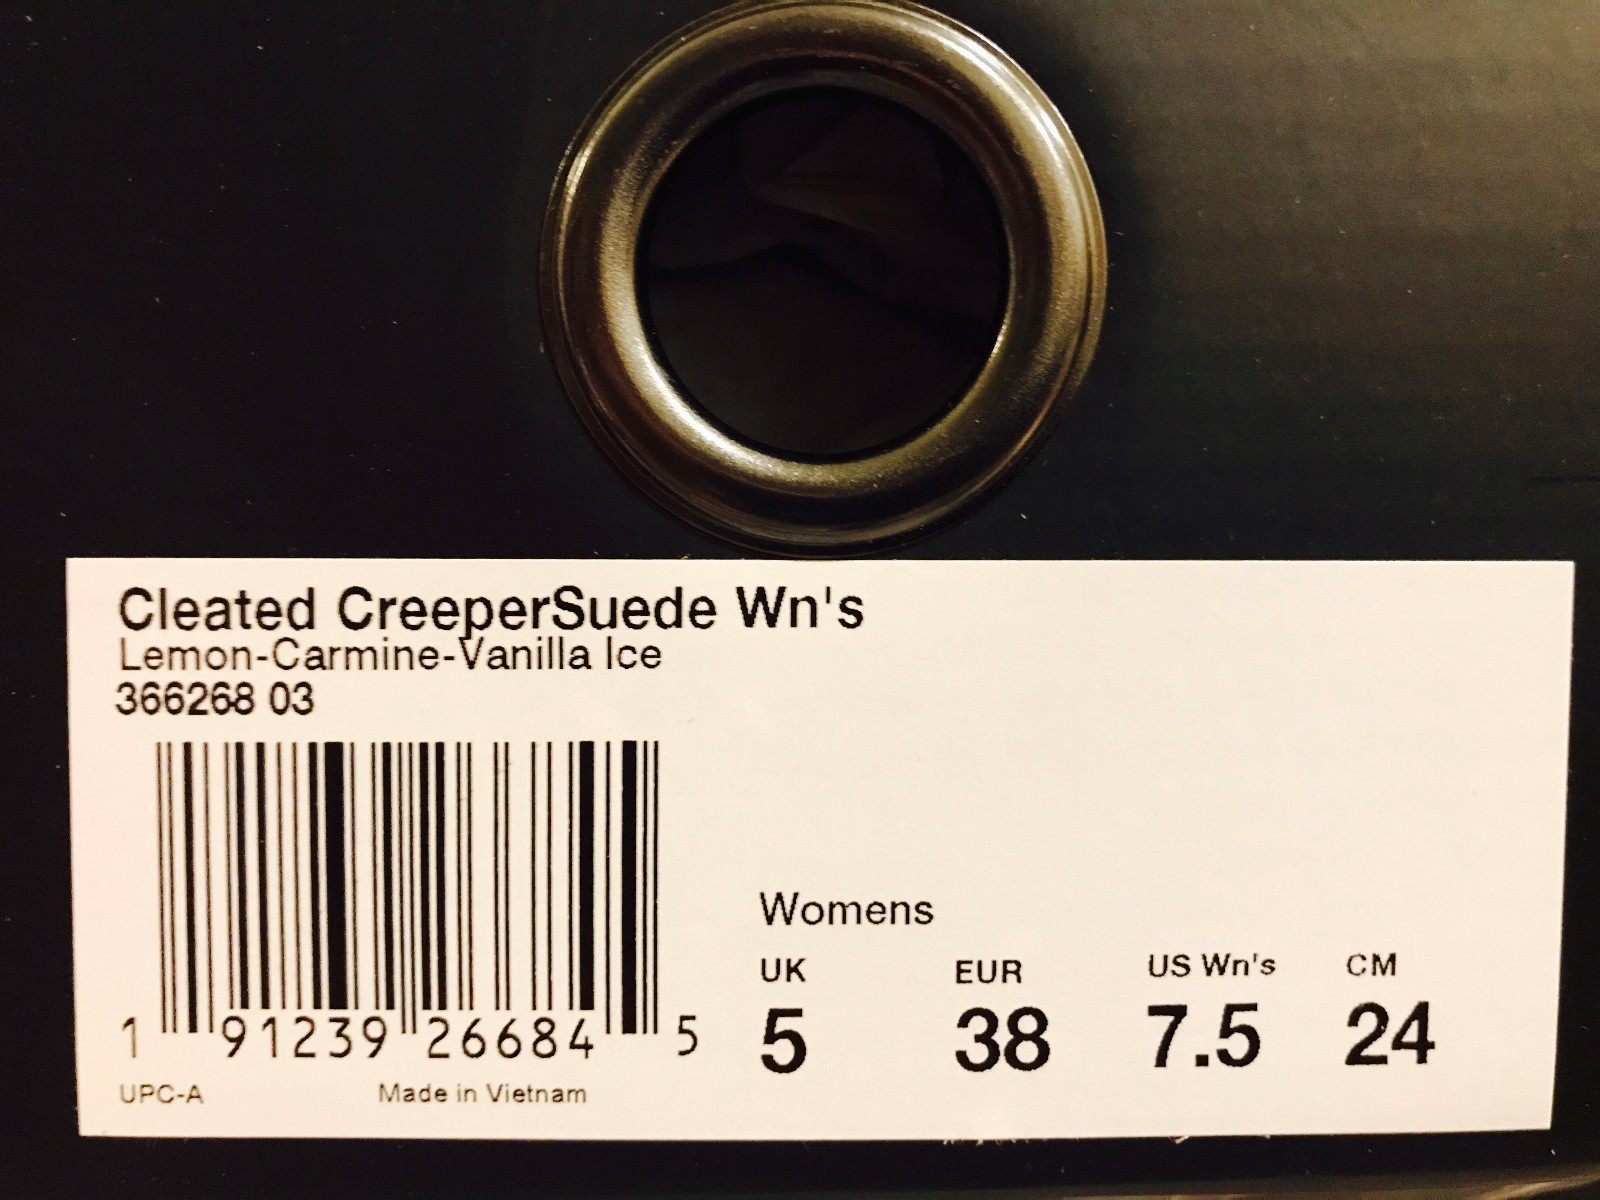 Cleated CreeperSuede Wn's
Lemon-Carmine-Vanilla Ice
366268 03
1 91239 26684 5
UPC-A Made in Vietnam
Womens
UK EUR US Wn's CM
5 38 7.5 24